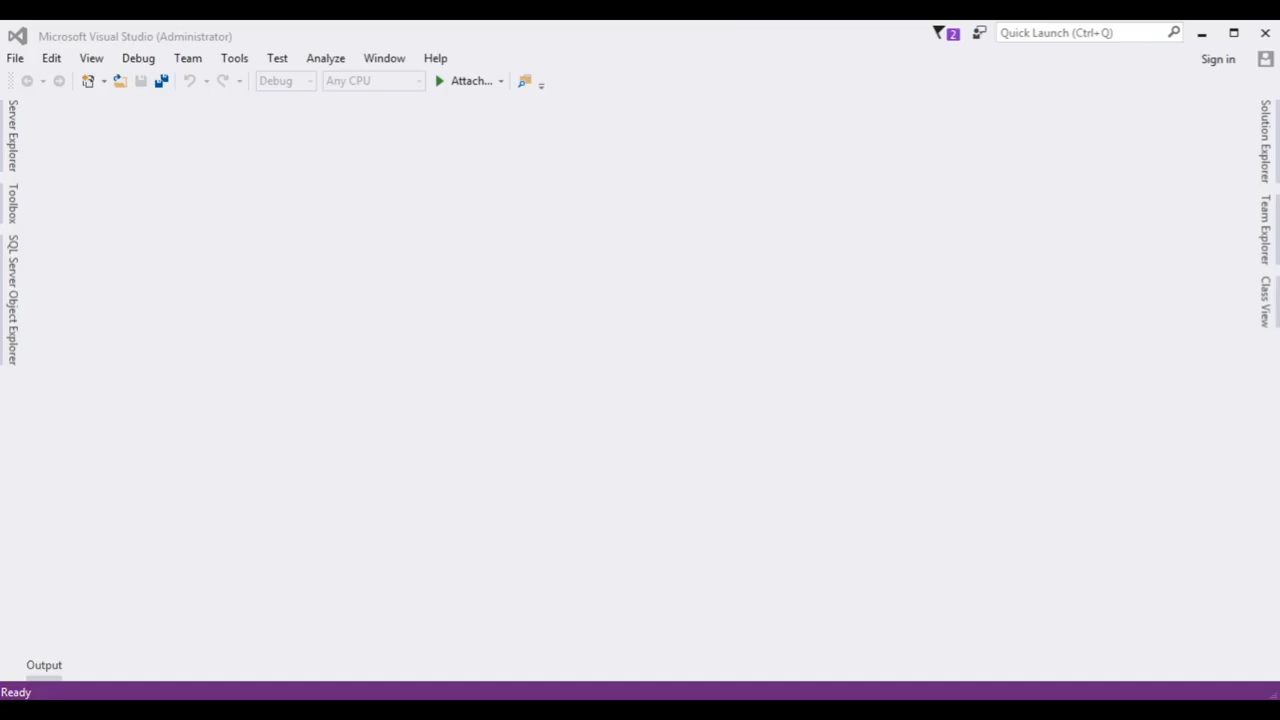 Microsoft Visual Studio (Administrator)
2
Quick Launch (Ctrl+Q)
File Edit View Debug Team Tools Test Analyze Window Help
Sign in
Debug Any CPU Attach...
Server Explorer
Toolbox
SQL Server Object Explorer
Solution Explorer
Team Explorer
Class View
Output
Ready